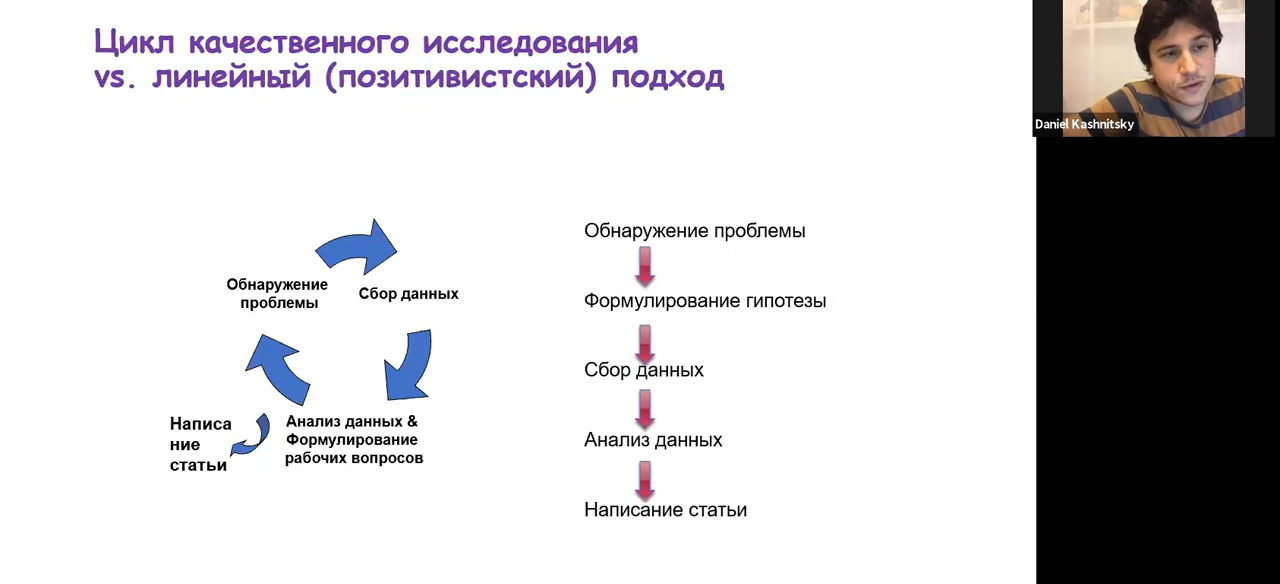 Цикл качественного исследования
vs. линейный (позитивистский) подход
Daniel Kashnitsky
Обнаружение
проблемы
Сбор данных
Анализ данных &
Формулирование
рабочих вопросов
Написа
ние
статьи
Обнаружение проблемы
Формулирование гипотезы
Сбор данных
Анализ данных
Написание статьи